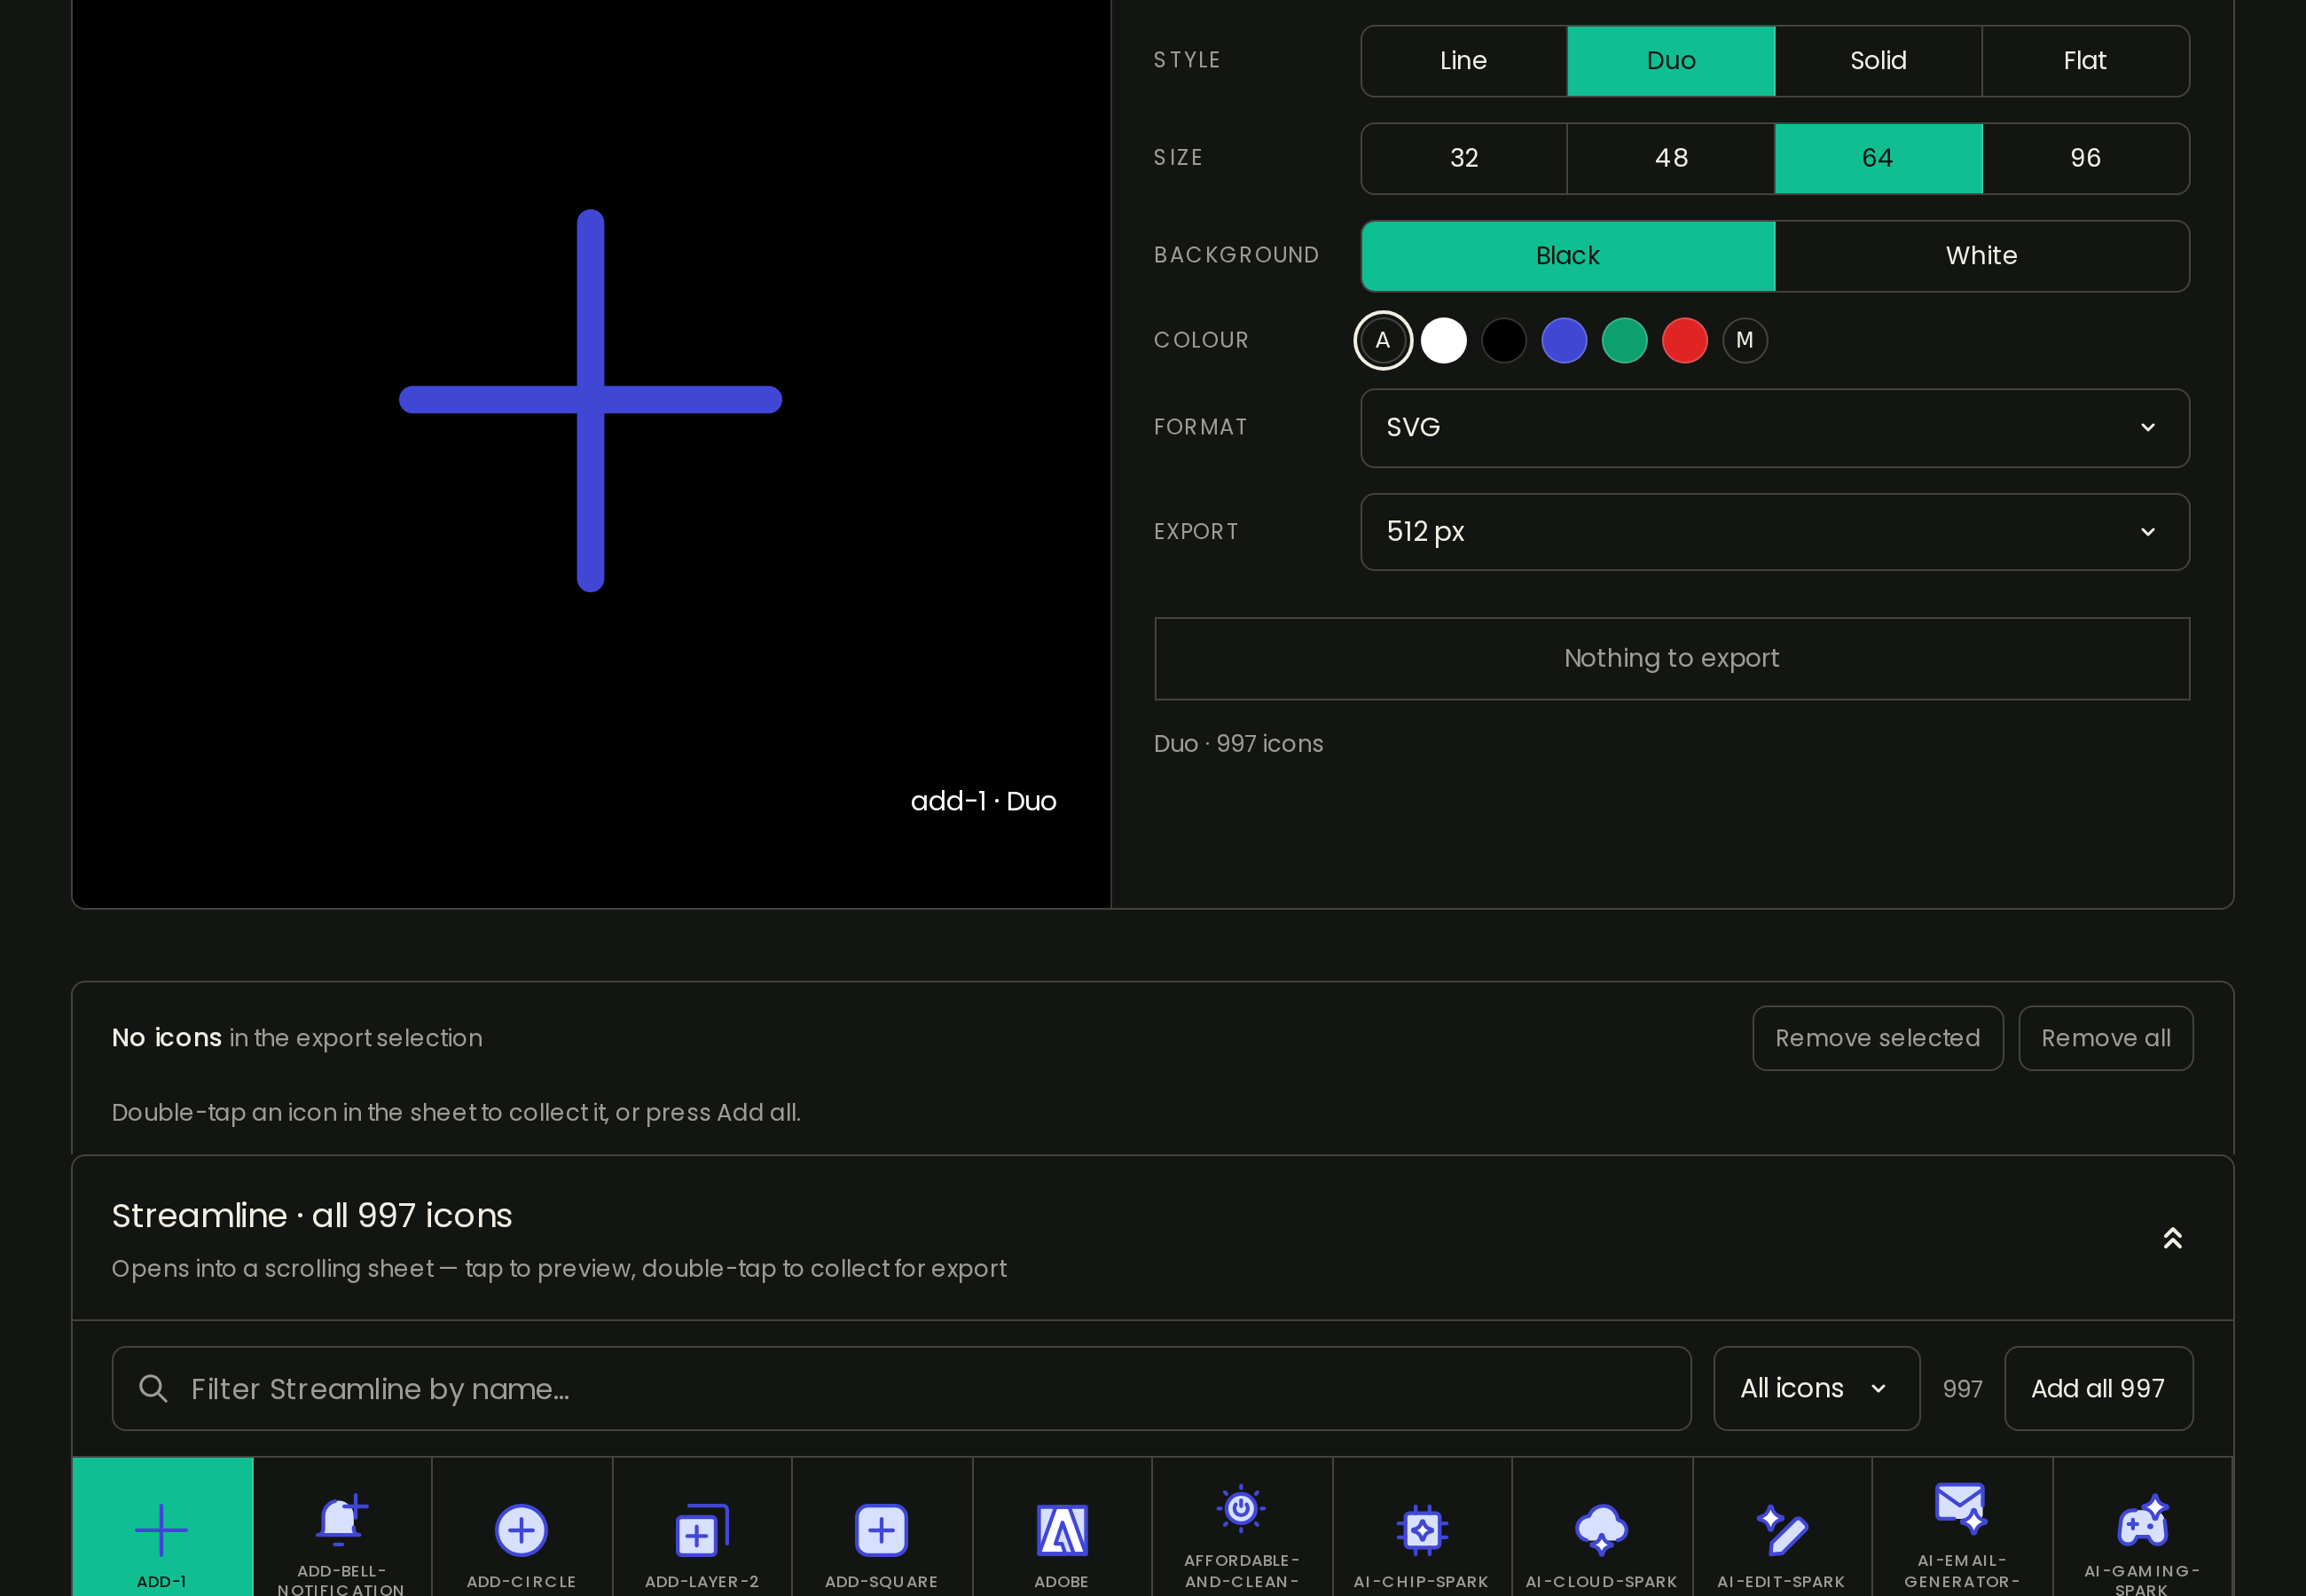 STYLE
Line Duo Solid Flat
SIZE
32 48 64 96
BACKGROUND
Black White
COLOUR
A M
FORMAT
SVG
EXPORT
512 px
Nothing to export
Duo · 997 icons
add-1 · Duo
No icons in the export selection
Remove selected Remove all
Double-tap an icon in the sheet to collect it, or press Add all.
Streamline · all 997 icons
Opens into a scrolling sheet — tap to preview, double-tap to collect for export
Filter Streamline by name...
All icons 997 Add all 997
ADD-1
ADD-BELL-
NOTIFICATION
ADD-CIRCLE
ADD-LAYER-2
ADD-SQUARE
ADOBE
AFFORDABLE-
AND-CLEAN-
AI-CHIP-SPARK
AI-CLOUD-SPARK
AI-EDIT-SPARK
AI-EMAIL-
GENERATOR-
AI-GAMING-
SPARK